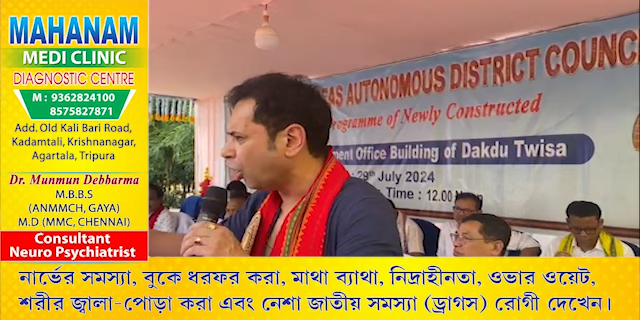 MAHANAM
MEDI CLINIC
DIAGNOSTIC CENTRE
M : 9362824100
8575827871
Add. Old Kali Bari Road,
Kadamtali, Krishnanagar,
Agartala, Tripura
Dr. Munmun Debbarma
M.B.B.S
(ANMMCH, GAYA)
M.D (MMC, CHENNAI)
Consultant
Neuro Psychiatrist
EAS AUTONOMOUS DISTRICT COUNC
rogramme of Newly Constructed
ment Office Building of Dakdu Twisa
29th July 2024
Time : 12.00 N
নার্ভের সমস্যা, বুকে ধরফর করা, মাথা ব্যাথা, নিদ্রাহীনতা, ওভার ওয়েট,
শরীর জ্বালা-পোড়া করা এবং নেশা জাতীয় সমস্যা (ড্রাগস) রোগী দেখেন।